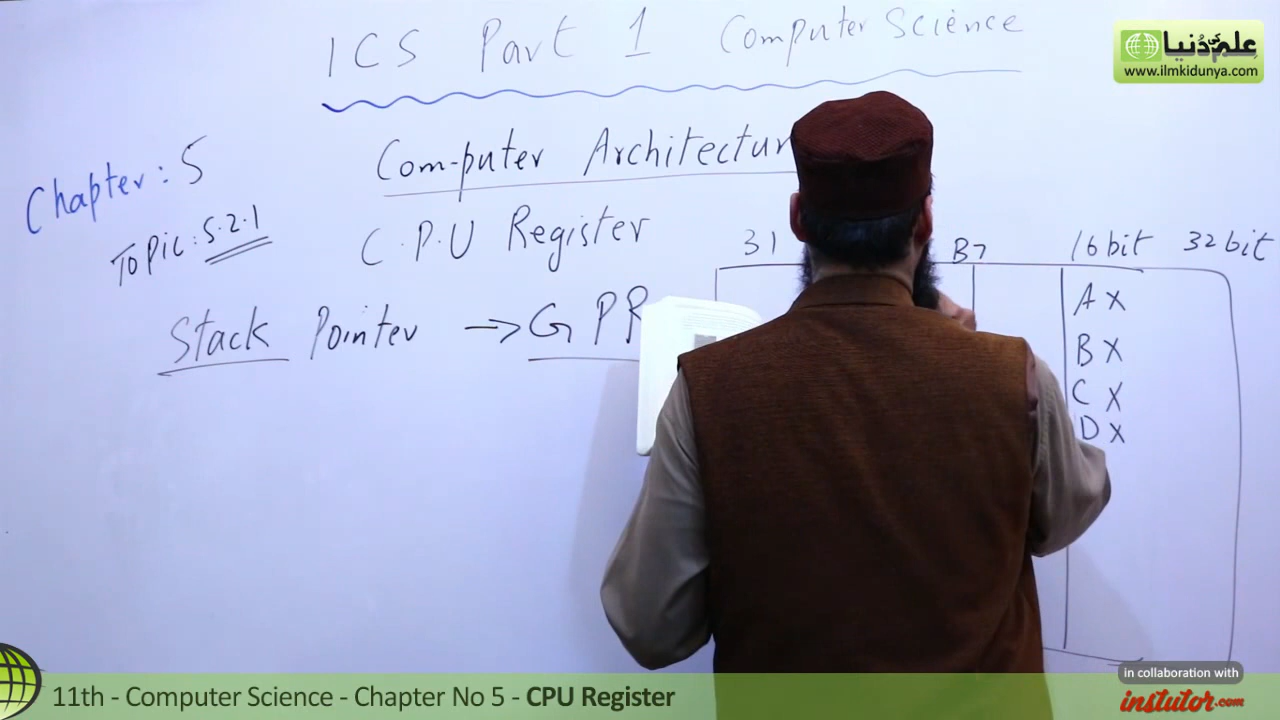 ICS Part 1 Computer Science
علم کی دُنیا
www.ilmkidunya.com
Computer Architectur
Chapter: 5
Topic: 5.2.1
C.P.U Register
Stack Pointer → GPR
31 B7 16 bit 32 bit
AX
BX
CX
DX
in collaboration with
instutor.com
11th - Computer Science - Chapter No 5 - CPU Register